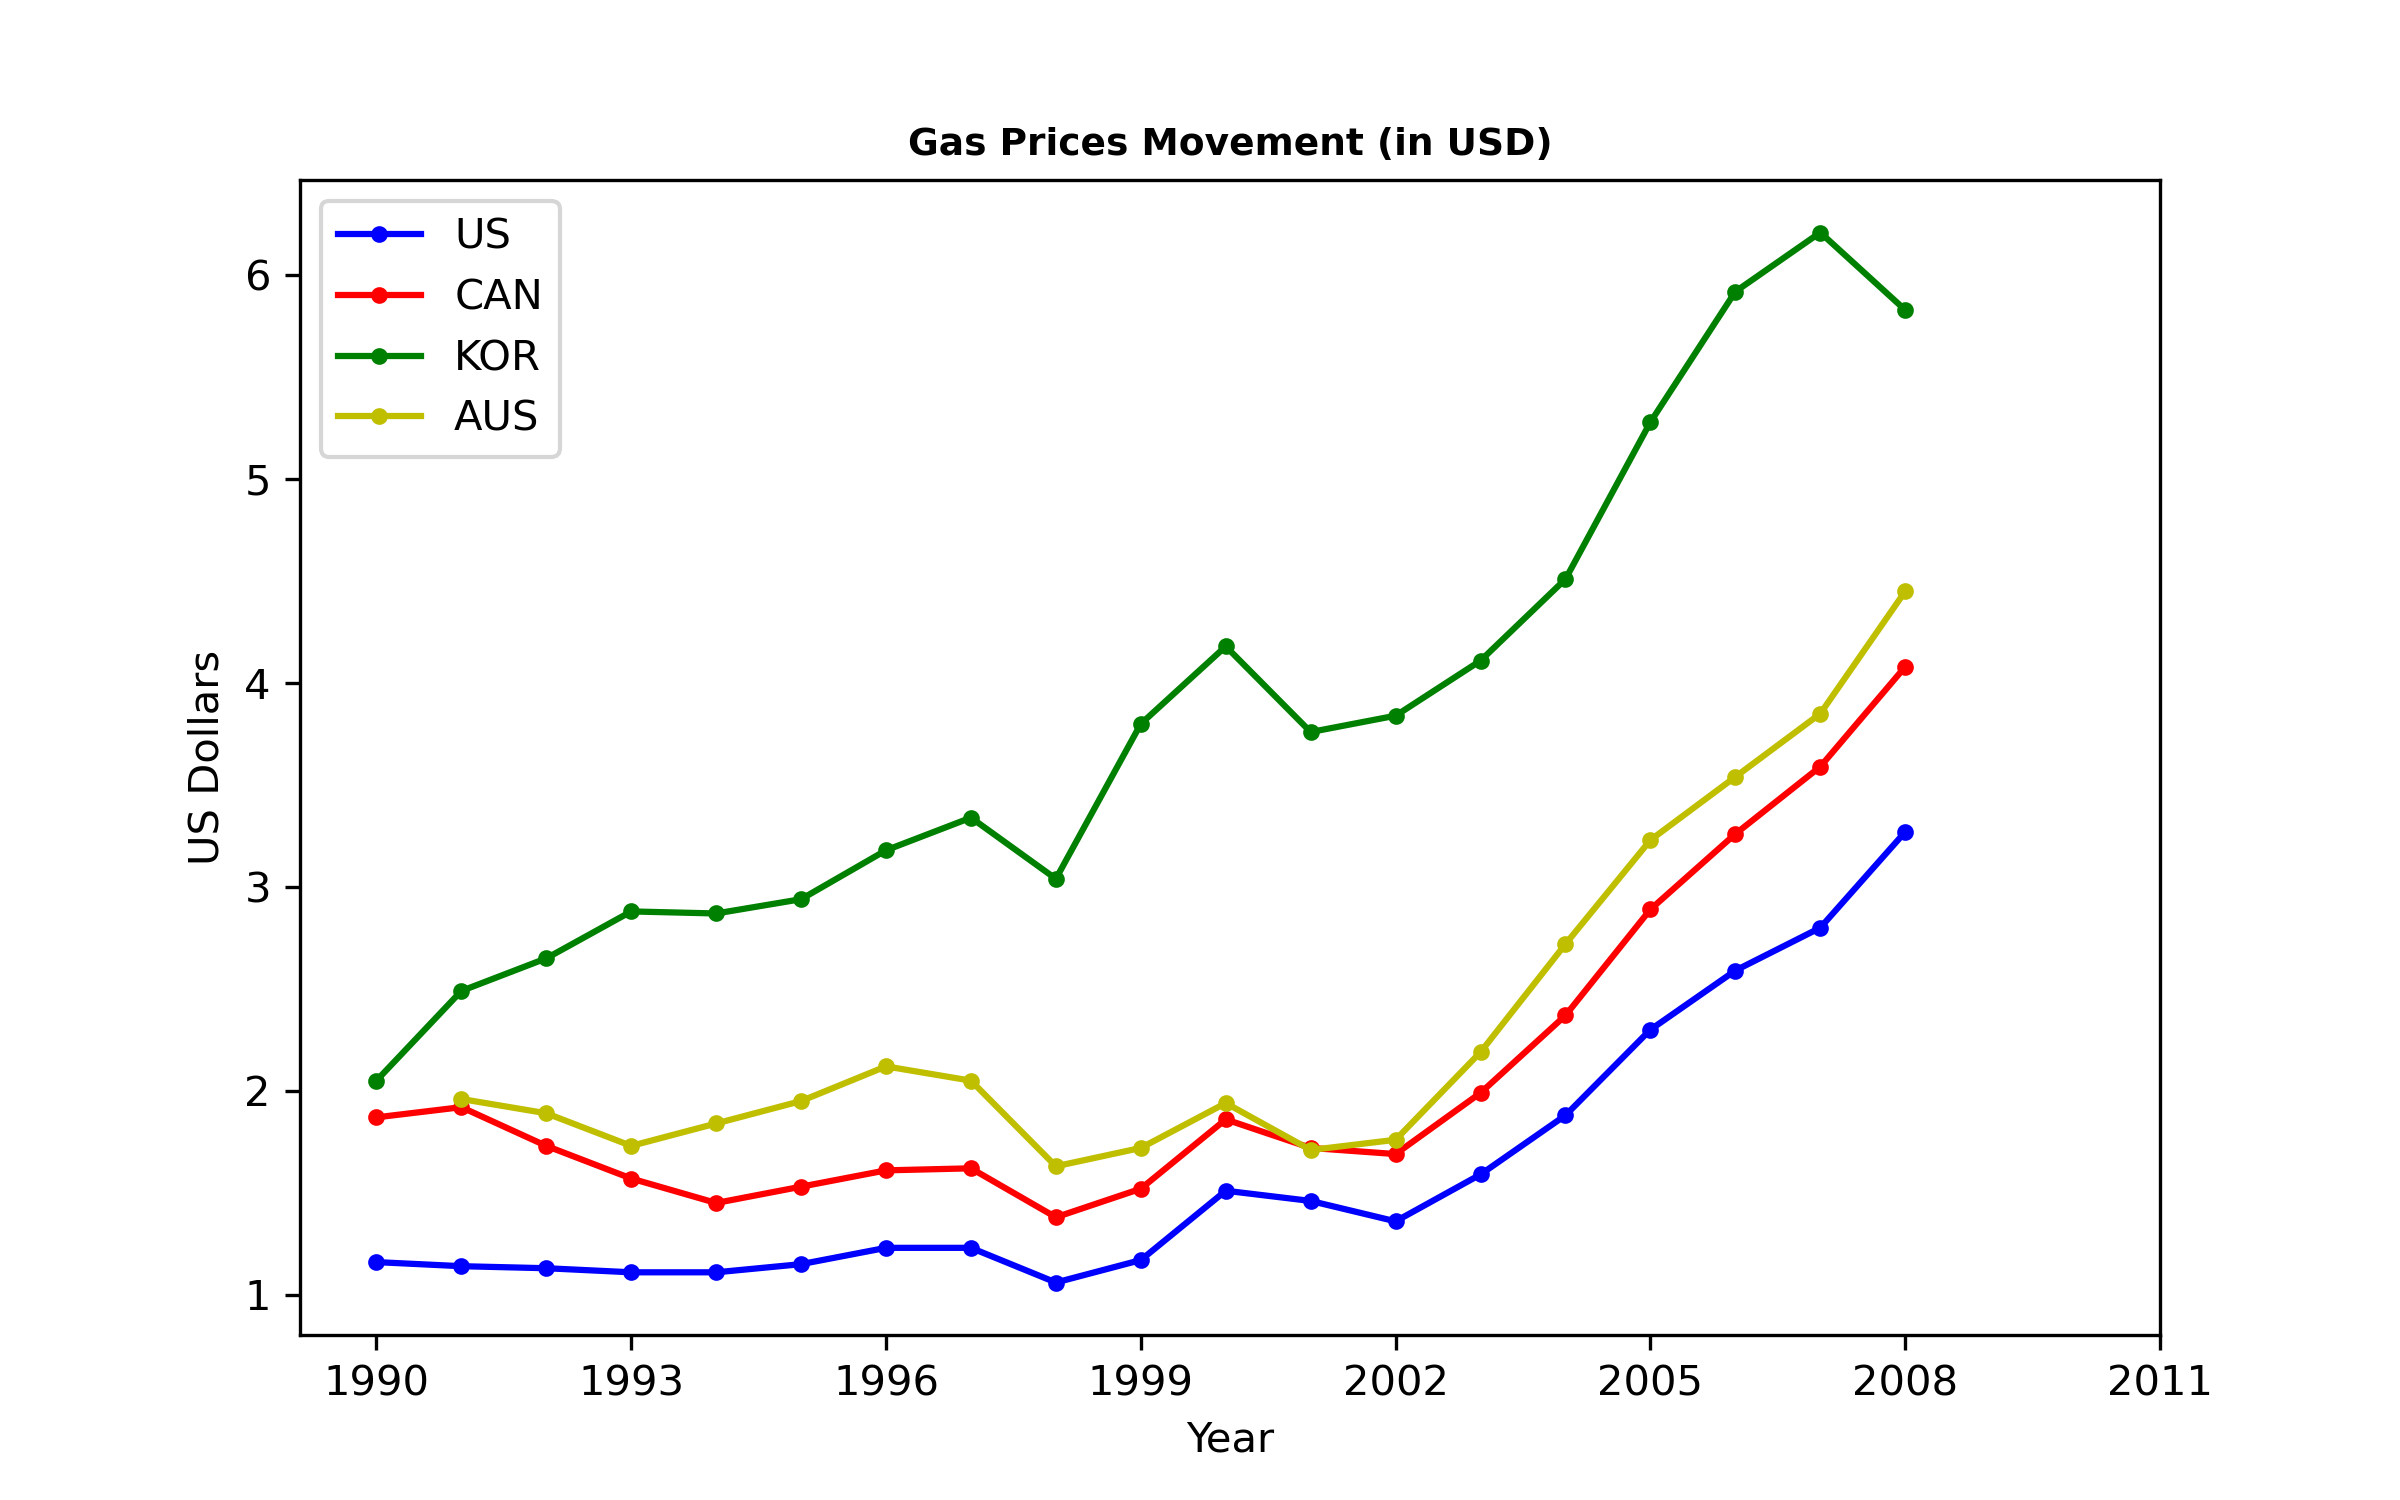 Gas Prices Movement (in USD)
US
CAN
KOR
AUS
6
5
4
3
2
1
US Dollars
1990 1993 1996 1999 2002 2005 2008 2011
Year